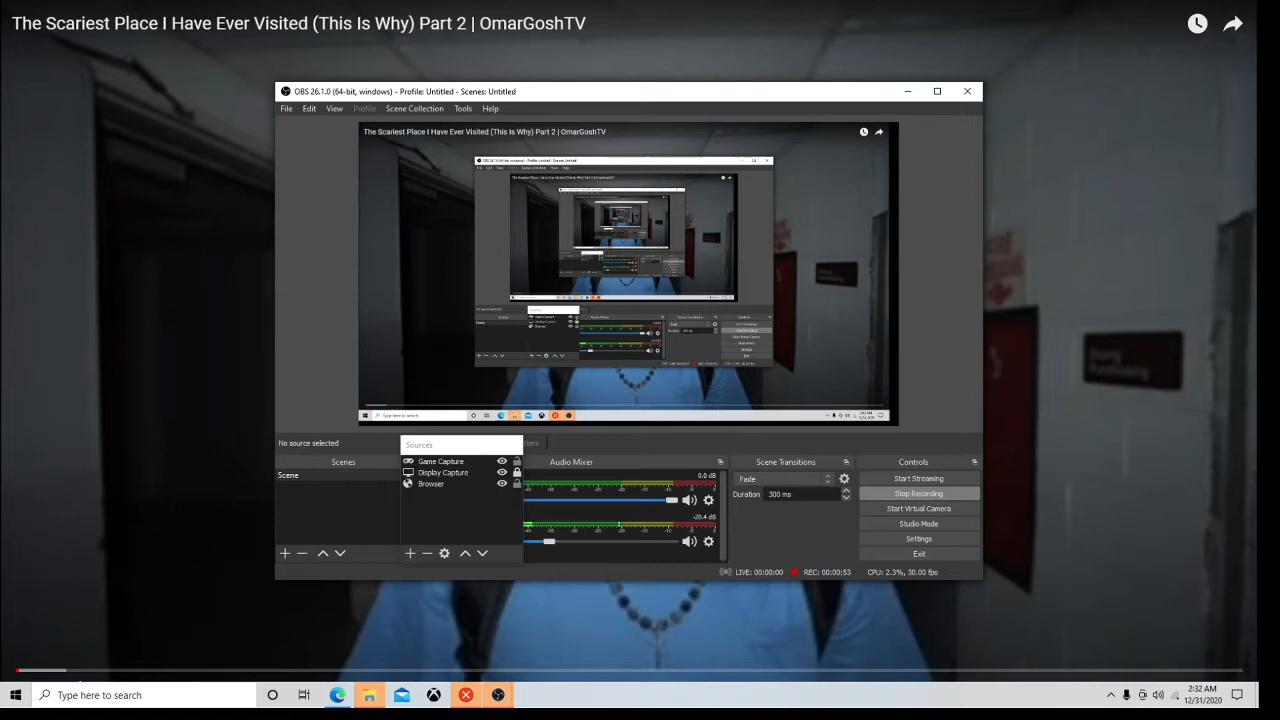 The Scariest Place I Have Ever Visited (This Is Why) Part 2 | OmarGoshTV
OBS 26.1.0 (64-bit, windows) - Profile: Untitled - Scenes: Untitled
File Edit View Profile Scene Collection Tools Help
The Scariest Place I Have Ever Visited (This Is Why) Part 2 | OmarGoshTV
Type here to search
No source selected
Scenes
Scene
Sources
Game Capture
Display Capture
Browser
Audio Mixer
0.0 dB
-20.4 dB
Scene Transitions
Fade
Duration 300 ms
Controls
Start Streaming
Stop Recording
Start Virtual Camera
Studio Mode
Settings
Exit
LIVE: 00:00:00 REC: 00:00:53 CPU: 2.3%, 30.00 fps
Type here to search
2:32 AM
12/31/2020